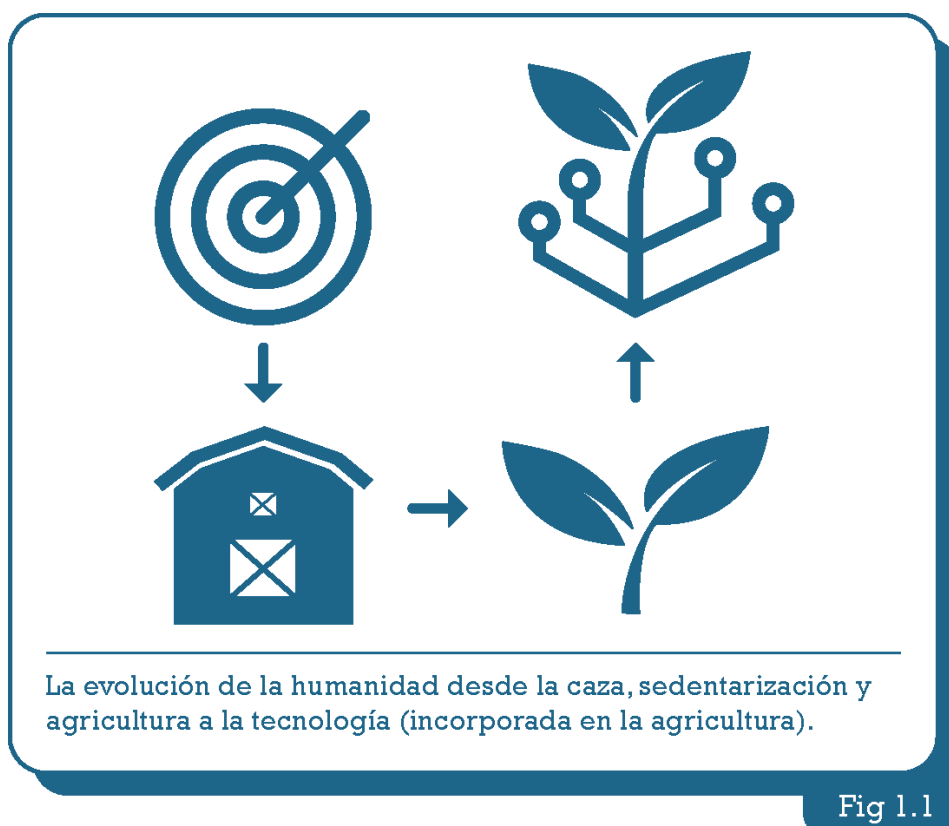 La evolución de la humanidad desde la caza, sedentarización y
agricultura a la tecnología (incorporada en la agricultura).
Fig 1.1